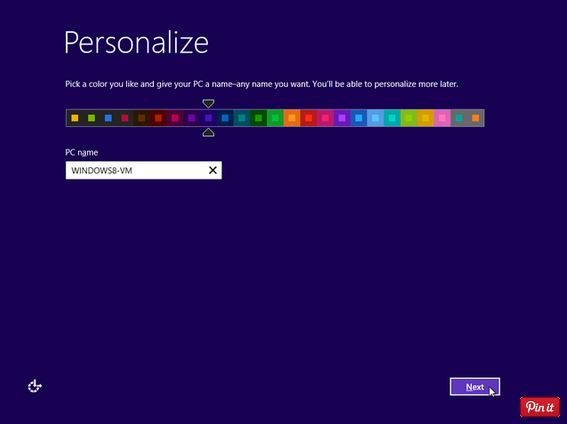 Personalize
Pick a color you like and give your PC a name–any name you want. You'll be able to personalize more later.
PC name
WINDOWS8-VM
Next
Pin it